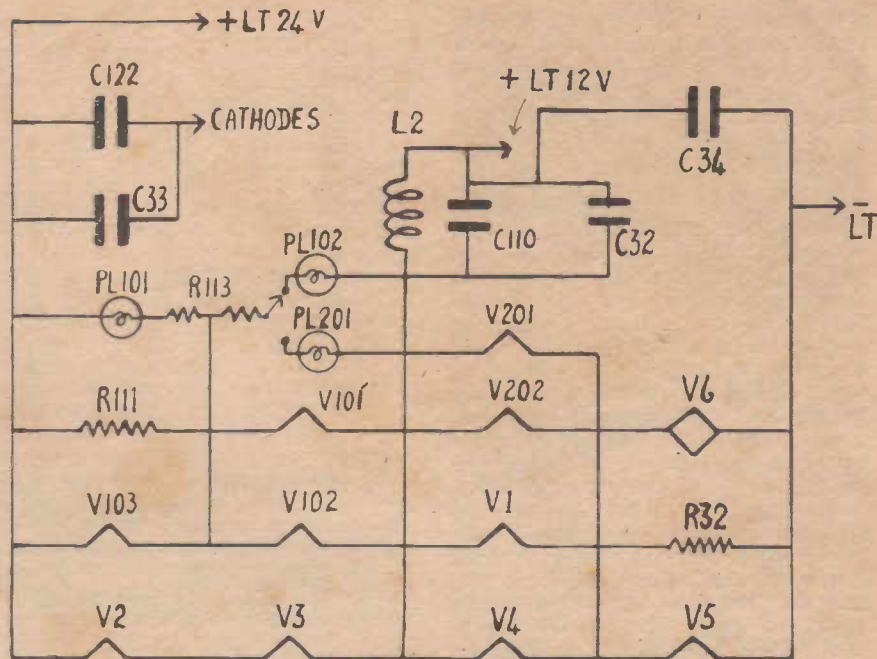 +LT 24 V
C122
CATHODES
+ LT 12V
L2
C34
C33
C110
C32
-LT
PL102
PL101
R113
PL201
V201
R111
V101
V202
V6
V103
V102
V1
R32
V2
V3
V4
V5